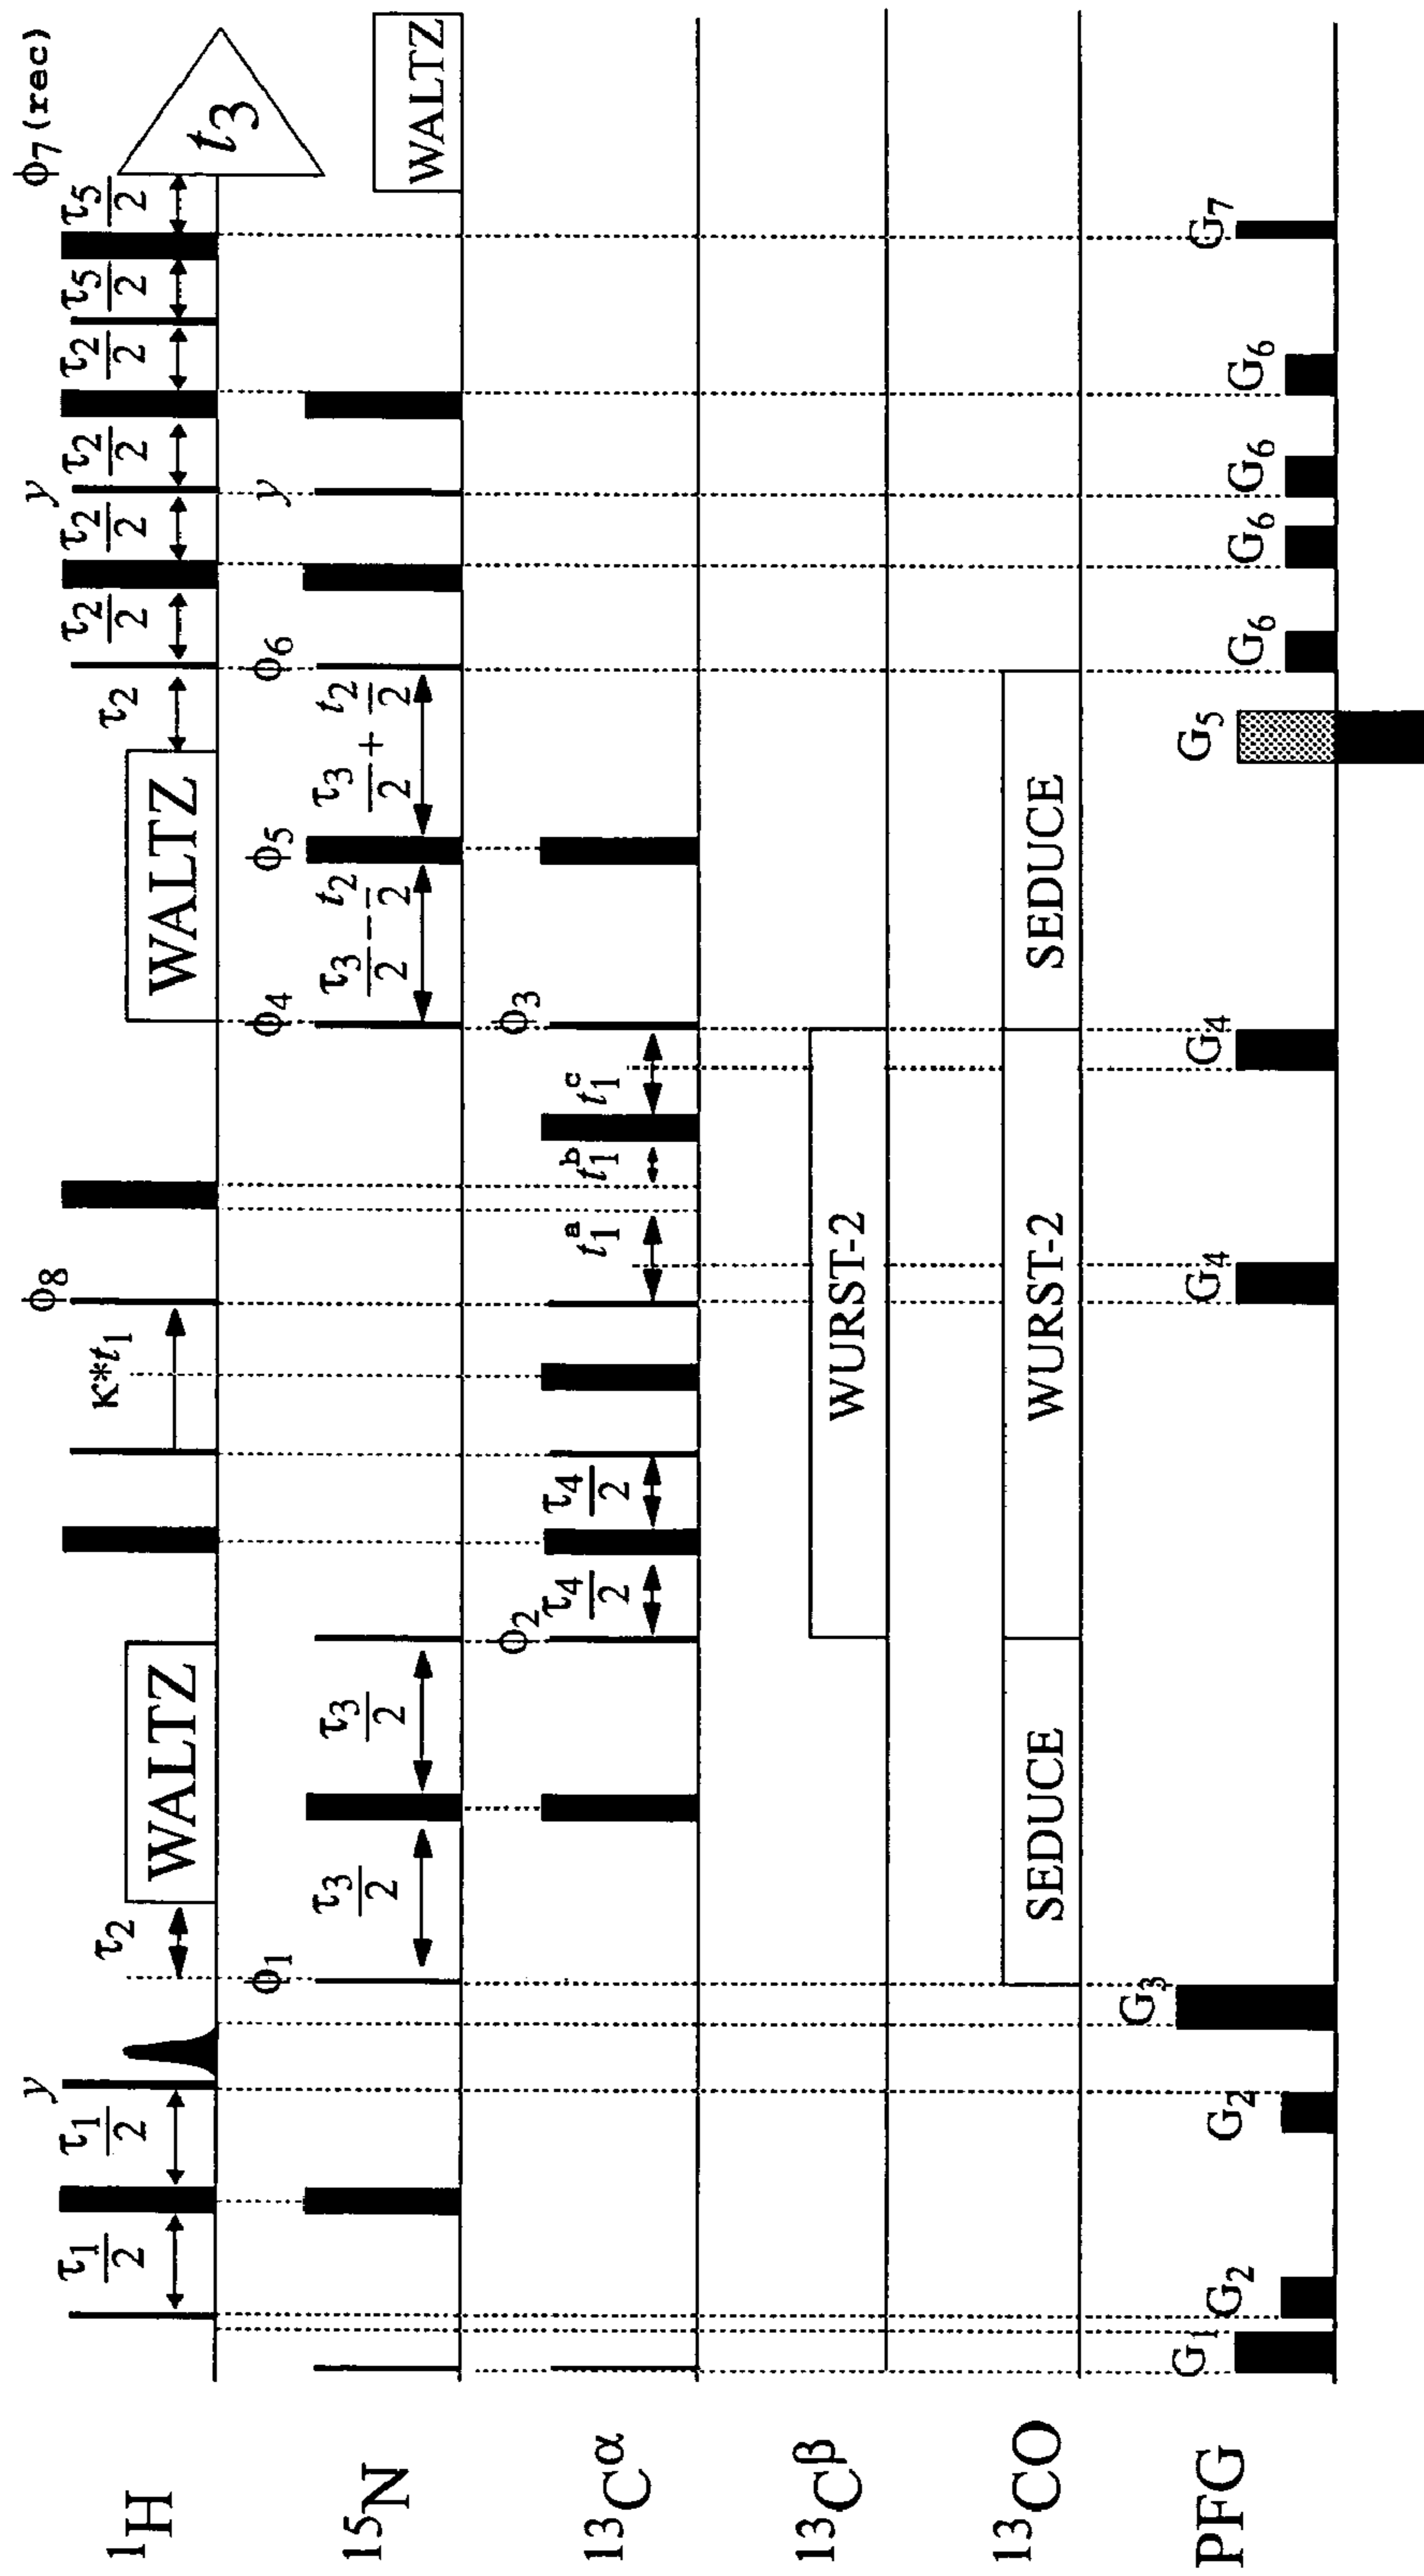 y ϕ₈ y ϕ₇(rec)
τ₁/2 τ₁/2 τ₂ κ*t₁ τ₂ τ₂/2 τ₂/2 τ₂/2 τ₂/2 τ₅/2 τ₅/2
¹H WALTZ WALTZ t₃
ϕ₁ ϕ₄ ϕ₅ ϕ₆ y
¹⁵N τ₃/2 τ₃/2 τ₃/2 − t₂/2 τ₃/2 + t₂/2 WALTZ
ϕ₂ ϕ₃
¹³Cᵅ τ₄/2 τ₄/2 t₁ᵃ t₁ᵇ t₁ᶜ
¹³Cᵝ WURST-2
¹³CO SEDUCE WURST-2 SEDUCE
PFG G₁ G₂ G₂ G₃ G₄ G₄ G₅ G₆ G₆ G₆ G₆ G₇